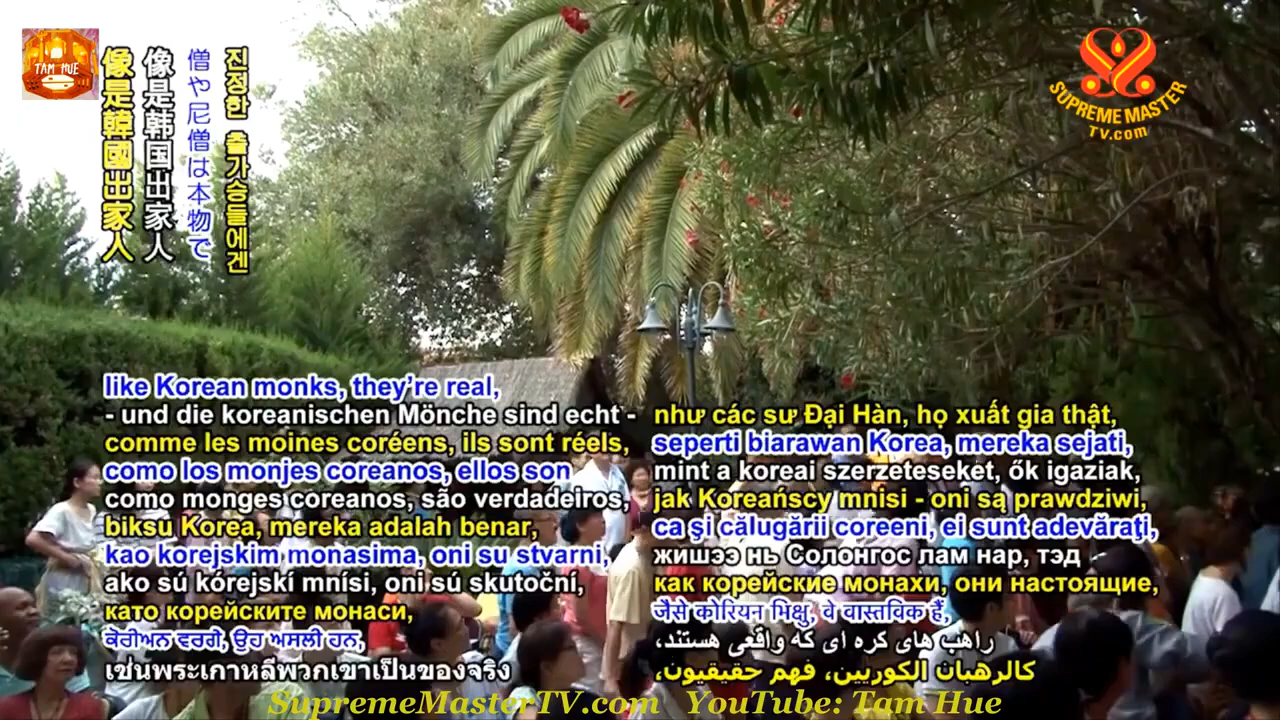 TAM HUE
像是韓國出家人
像是韩国出家人
僧や尼僧は本物で
진정한 출가승들에겐
SUPREME MASTER
TV.com
like Korean monks, they're real,
- und die koreanischen Mönche sind echt -
comme les moines coréens, ils sont réels,
como los monjes coreanos, ellos son
como monges coreanos, são verdadeiros,
biksu Korea, mereka adalah benar,
kao korejskim monasima, oni su stvarni,
ako sú kórejskí mnísi, oni sú skutoční,
като корейските монаси,
ਕੋਰੀਅਨ ਵਰਗੇ, ਉਹ ਅਸਲੀ ਹਨ,
เช่นพระเกาหลีพวกเขาเป็นของจริง
như các sư Đại Hàn, họ xuất gia thật,
seperti biarawan Korea, mereka sejati,
mint a koreai szerzeteseket, ők igaziak,
jak Koreańscy mnisi - oni są prawdziwi,
ca şi călugării coreeni, ei sunt adevăraţi,
жишээ нь Солонгос лам нар, тэд
как корейские монахи, они настоящие,
जैसे कोरियन भिक्षु, वे वास्तविक हैं,
راهب های کره ای که واقعی هستند،
كالرهبان الكوريين، فهم حقيقيون،
SupremeMasterTV.com YouTube: Tam Hue